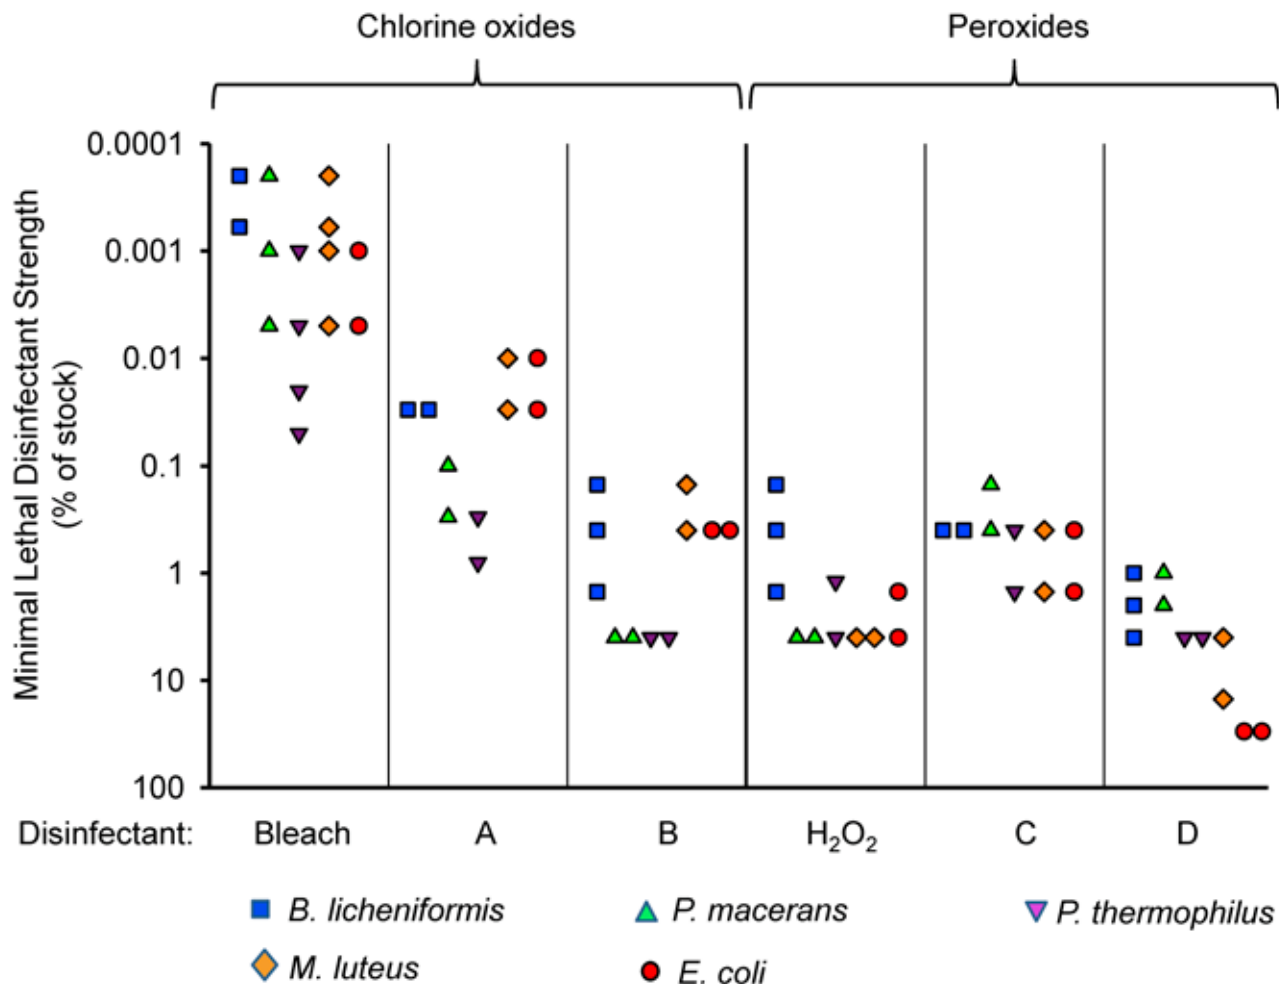 Chlorine oxides Peroxides
Minimal Lethal Disinfectant Strength
(% of stock)
0.0001
0.001
0.01
0.1
1
10
100
Disinfectant: Bleach A B H₂O₂ C D
B. licheniformis P. macerans P. thermophilus
M. luteus E. coli